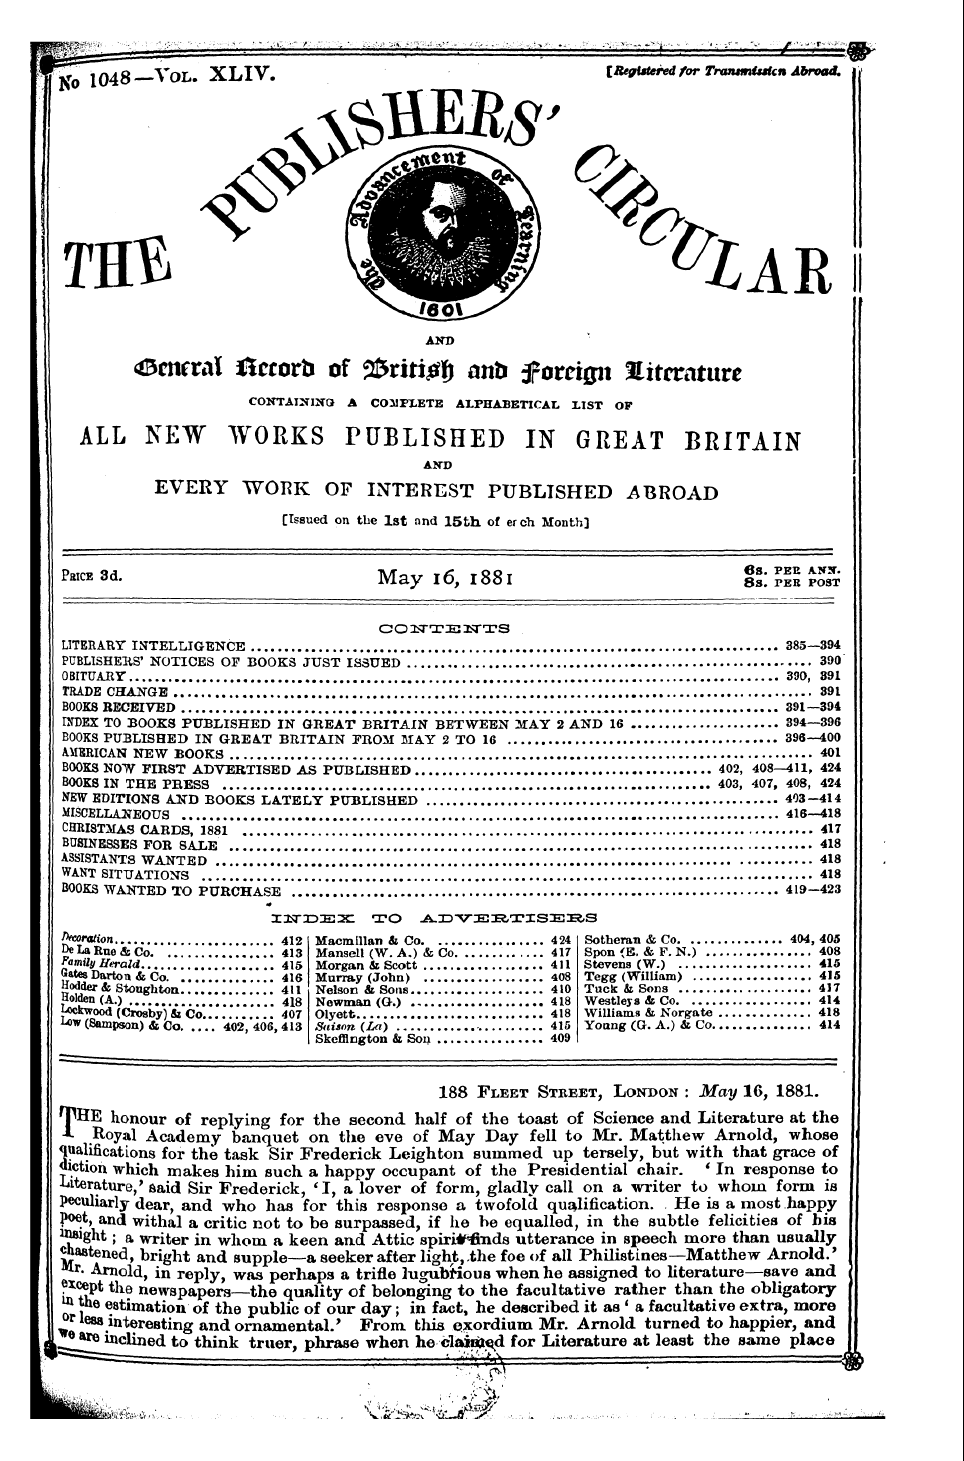 No 1048—VOL. XLIV.
[Registered for Transmission Abroad.
THE PUBLISHERS' CIRCULAR
The Advancement of Learning
1601
AND
General Record of British and Foreign Literature
CONTAINING A COMPLETE ALPHABETICAL LIST OF
ALL NEW WORKS PUBLISHED IN GREAT BRITAIN
AND
EVERY WORK OF INTEREST PUBLISHED ABROAD
[Issued on the 1st and 15th of each Month]
PRICE 3d.
May 16, 1881
6s. PER ANN.
8s. PER POST
CONTENTS
LITERARY INTELLIGENCE 385—394
PUBLISHERS' NOTICES OF BOOKS JUST ISSUED 390
OBITUARY 390, 391
TRADE CHANGE 391
BOOKS RECEIVED 391—394
INDEX TO BOOKS PUBLISHED IN GREAT BRITAIN BETWEEN MAY 2 AND 16 394—396
BOOKS PUBLISHED IN GREAT BRITAIN FROM MAY 2 TO 16 396—400
AMERICAN NEW BOOKS 401
BOOKS NOW FIRST ADVERTISED AS PUBLISHED 402, 408—411, 424
BOOKS IN THE PRESS 403, 407, 408, 424
NEW EDITIONS AND BOOKS LATELY PUBLISHED 403—414
MISCELLANEOUS 416—418
CHRISTMAS CARDS, 1881 417
BUSINESSES FOR SALE 418
ASSISTANTS WANTED 418
WANT SITUATIONS 418
BOOKS WANTED TO PURCHASE 419—423
INDEX TO ADVERTISERS
Decoration 412
De La Rue & Co. 413
Family Herald 415
Gates Darton & Co. 416
Hodder & Stoughton 411
Holden (A.) 418
Lockwood (Crosby) & Co. 407
Low (Sampson) & Co. 402, 406, 413
Macmillan & Co. 424
Mansell (W. A.) & Co. 417
Morgan & Scott 411
Murray (John) 408
Nelson & Sons 410
Newman (G.) 418
Olyett 418
Saison (La) 415
Skeffington & Son 409
Sotheran & Co. 404, 405
Spon (E. & F. N.) 408
Stevens (W.) 415
Tegg (William) 415
Tuck & Sons 417
Westleys & Co. 414
Williams & Norgate 418
Young (G. A.) & Co. 414
188 FLEET STREET, LONDON: May 16, 1881.
THE honour of replying for the second half of the toast of Science and Literature at the
Royal Academy banquet on the eve of May Day fell to Mr. Matthew Arnold, whose
qualifications for the task Sir Frederick Leighton summed up tersely, but with that grace of
diction which makes him such a happy occupant of the Presidential chair. ‘In response to
Literature,’ said Sir Frederick, ‘I, a lover of form, gladly call on a writer to whom form is
peculiarly dear, and who has for this response a twofold qualification. He is a most happy
poet, and withal a critic not to be surpassed, if he be equalled, in the subtle felicities of his
insight; a writer in whom a keen and Attic spirit finds utterance in speech more than usually
chastened, bright and supple—a seeker after light, the foe of all Philistines—Matthew Arnold.’
Mr. Arnold, in reply, was perhaps a trifle lugubrious when he assigned to literature—save and
except the newspapers—the quality of belonging to the facultative rather than the obligatory
in the estimation of the public of our day; in fact, he described it as ‘a facultative extra, more
or less interesting and ornamental.’ From this exordium Mr. Arnold turned to happier, and
we are inclined to think truer, phrase when he claimed for Literature at least the same place